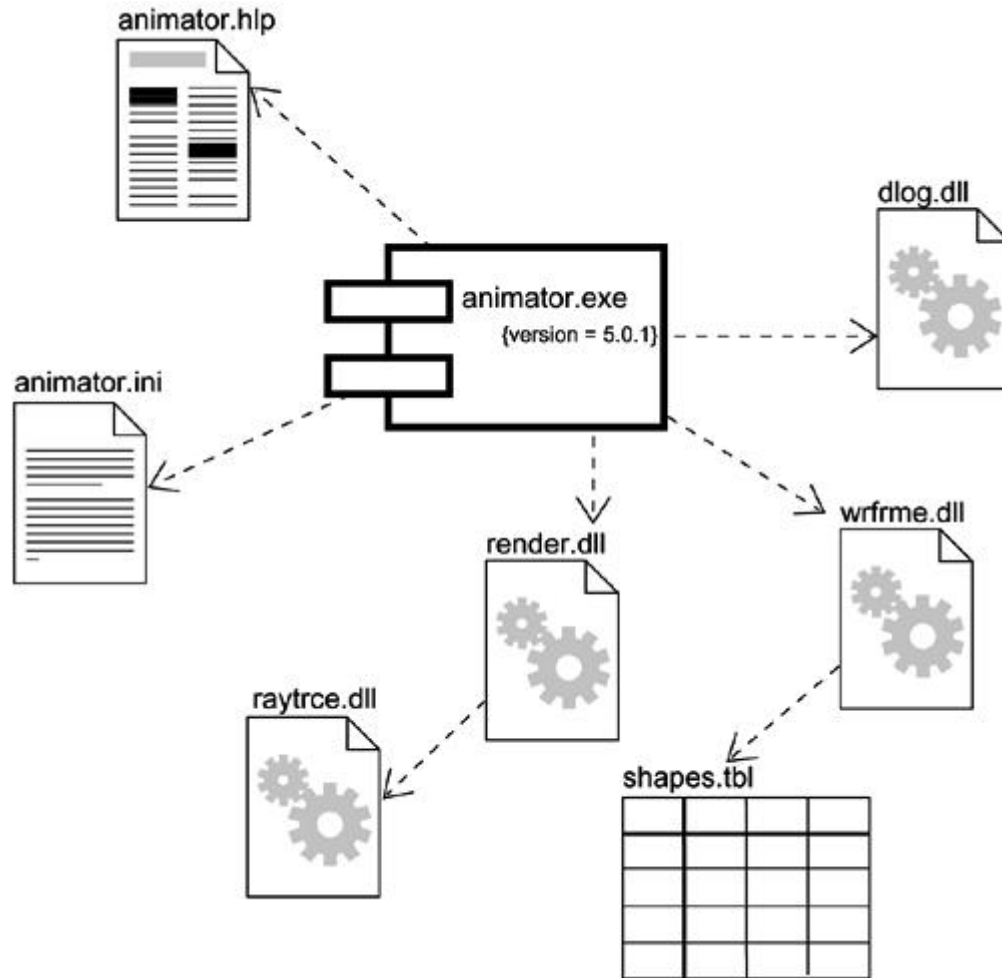 animator.hlp
dlog.dll
animator.exe
{version = 5.0.1}
animator.ini
wrfrme.dll
render.dll
raytrce.dll
shapes.tbl